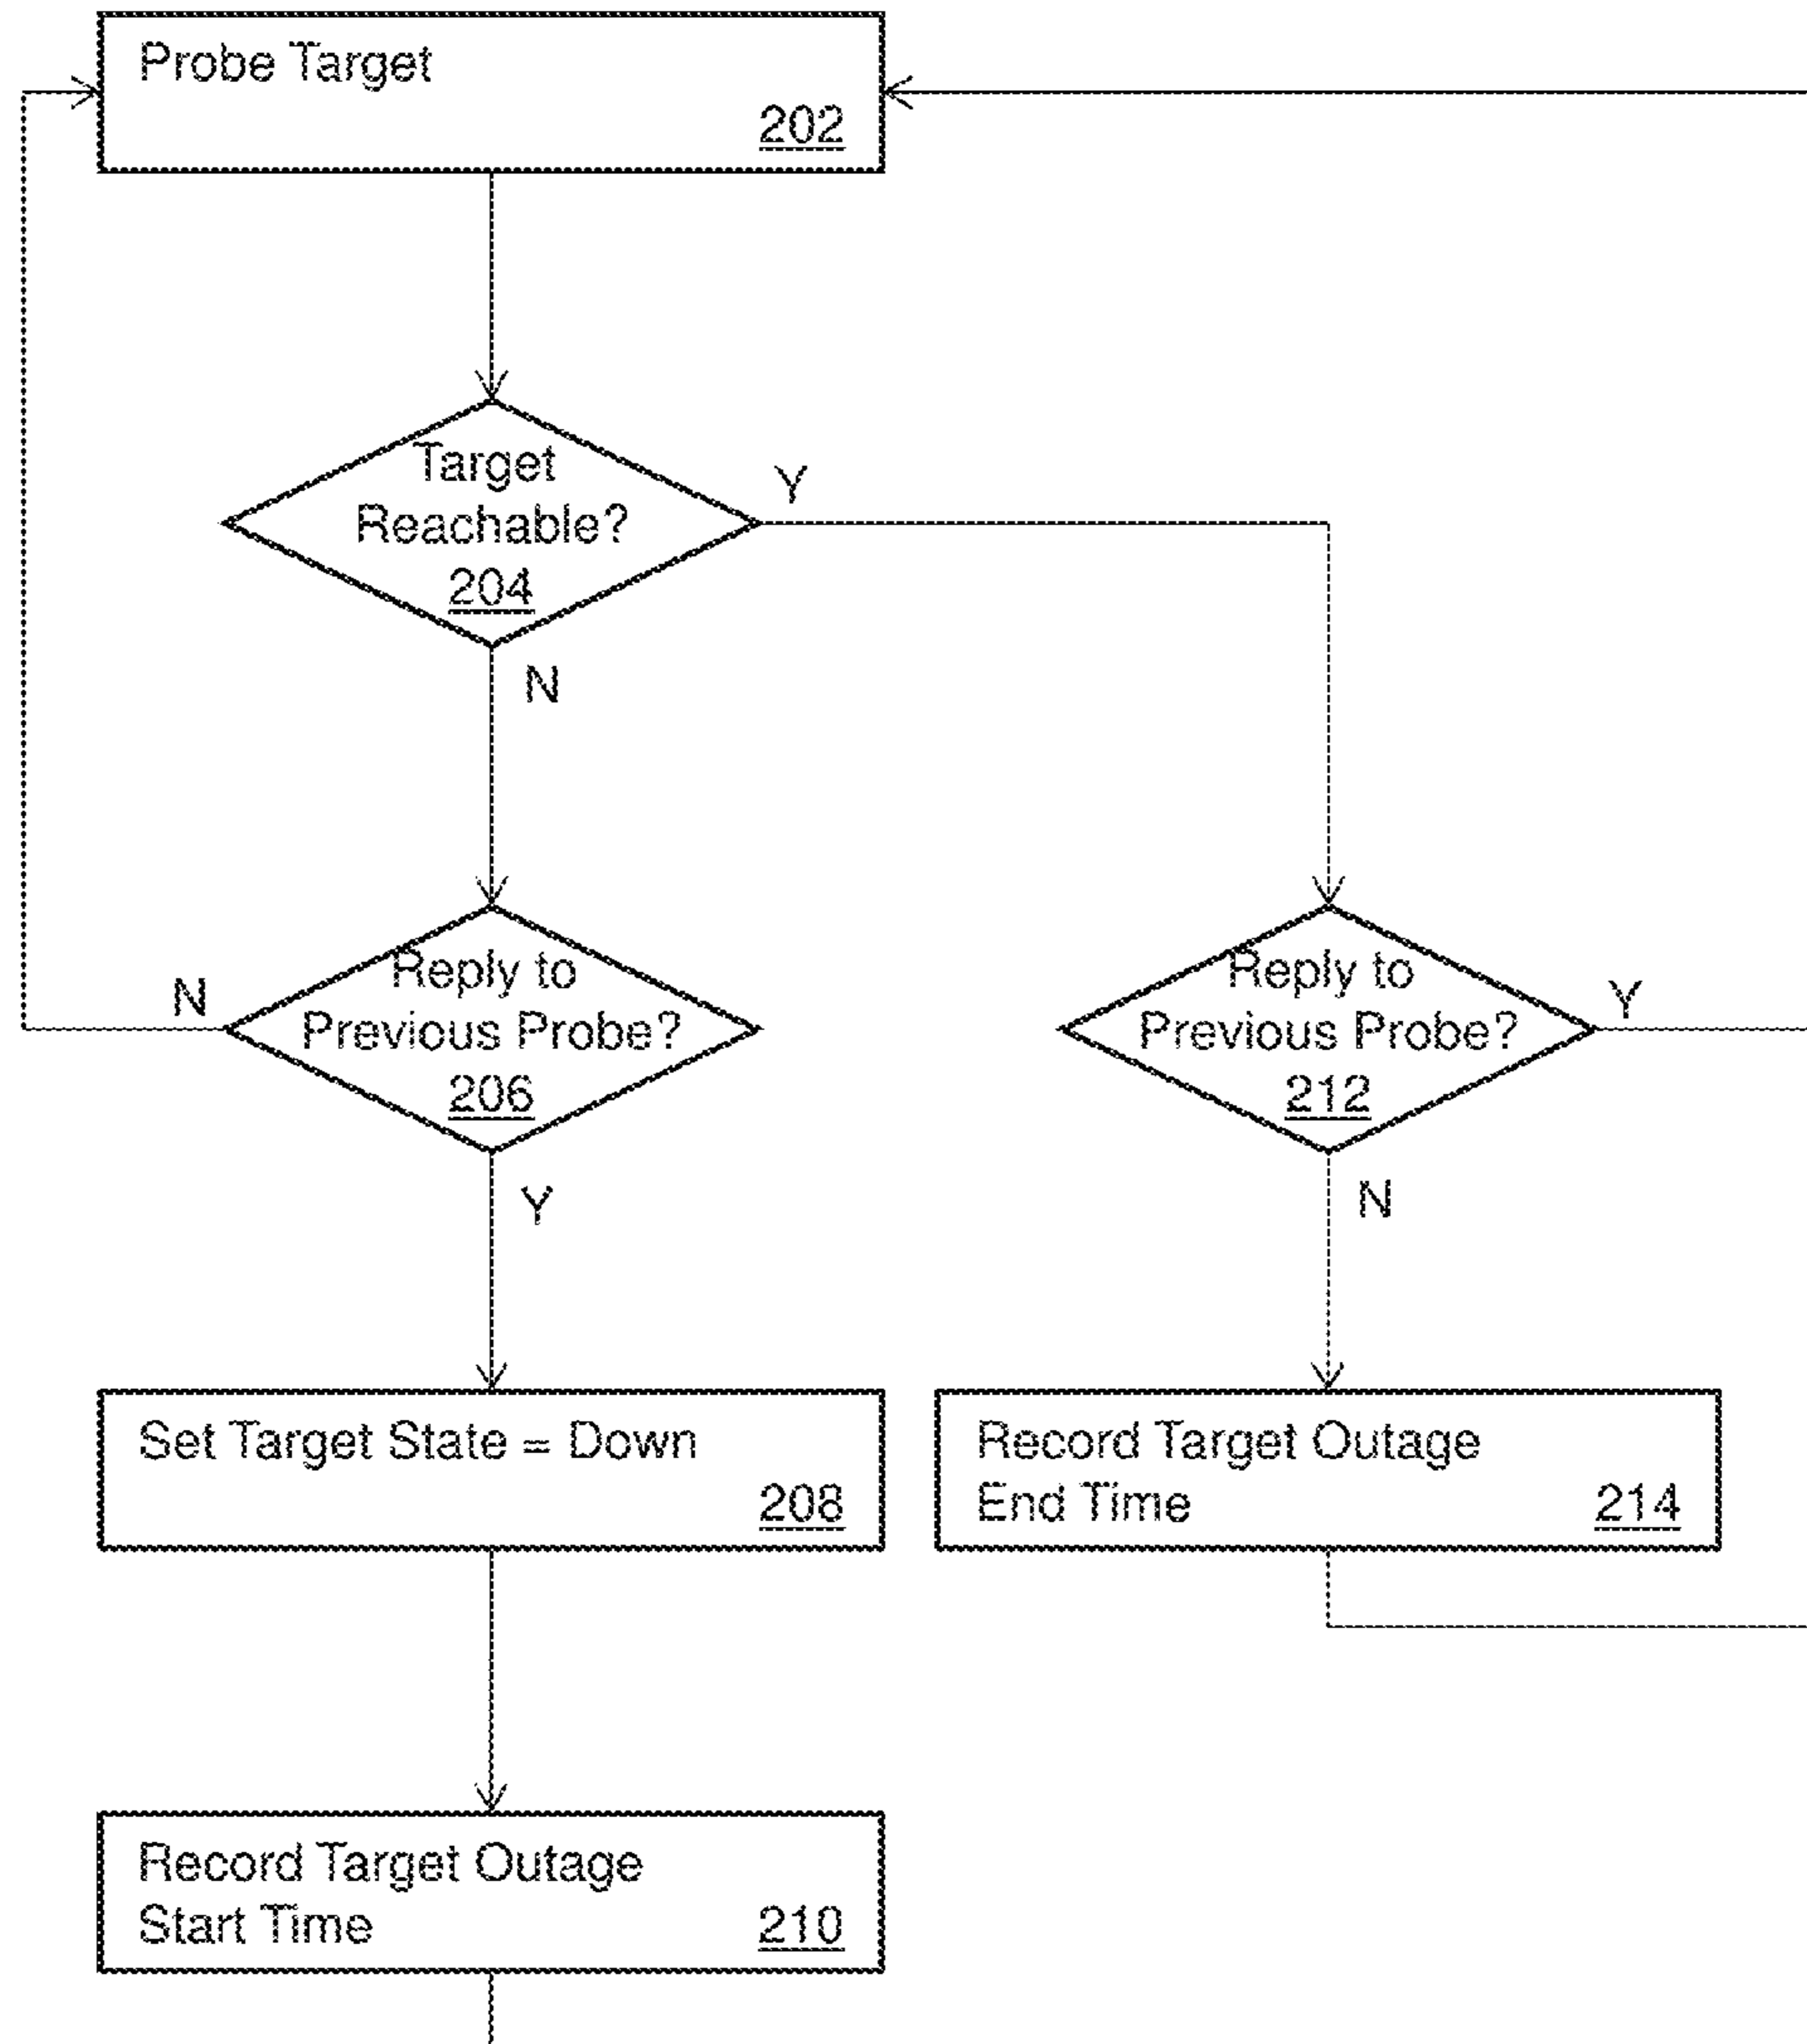 Probe Target
202
Target
Reachable?
204
Y
N
Reply to
Previous Probe?
206
N
Y
Reply to
Previous Probe?
212
Y
N
Set Target State = Down
208
Record Target Outage
End Time
214
Record Target Outage
Start Time
210